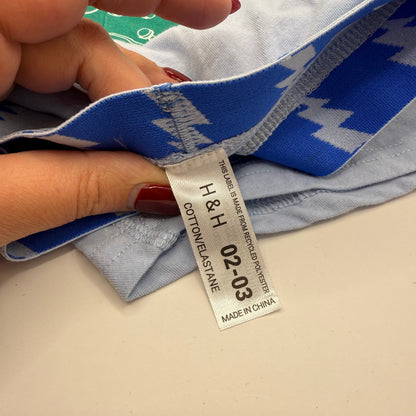 THIS LABEL IS MADE FROM RECYCLED POLYESTER
H & H
02-03
COTTON/ELASTANE
MADE IN CHINA